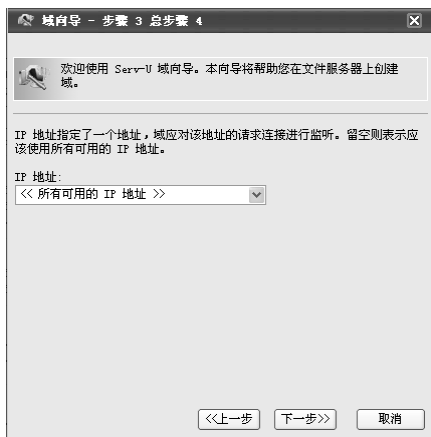 域向导 - 步骤 3 总步骤 4
欢迎使用 Serv-U 域向导。本向导将帮助您在文件服务器上创建
域。
IP 地址指定了一个地址，域应对该地址的请求连接进行监听。留空则表示应
该使用所有可用的 IP 地址。
IP 地址:
<< 所有可用的 IP 地址 >>
<<上一步 下一步>> 取消